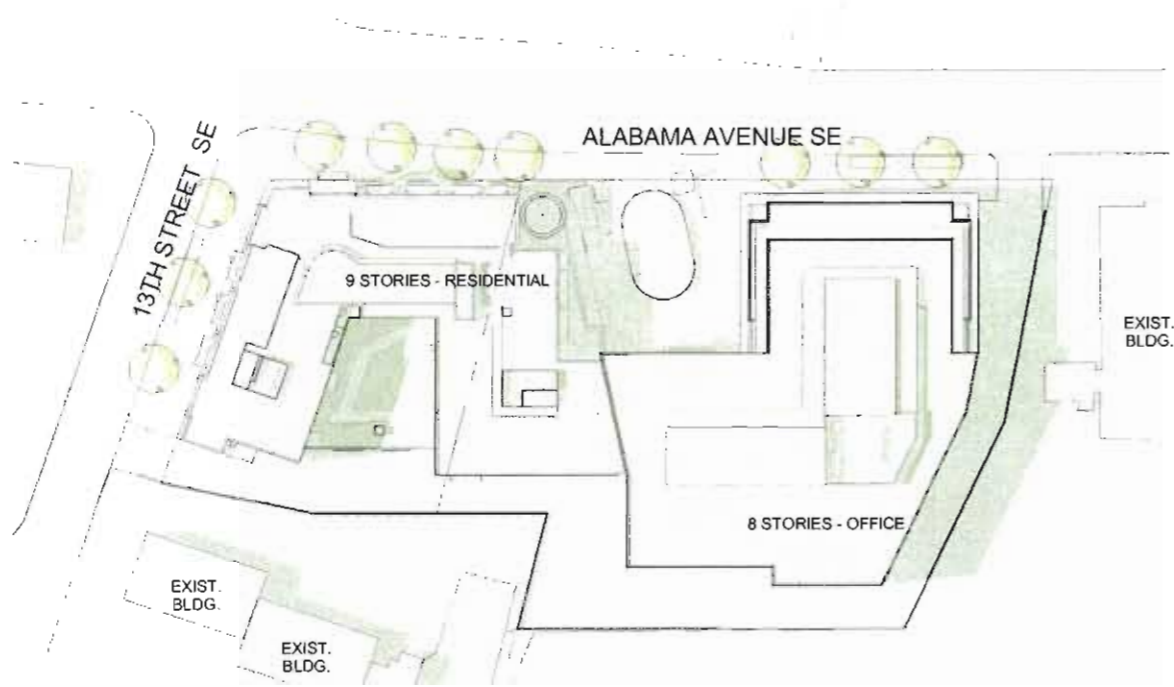 ALABAMA AVENUE SE
13TH STREET SE
9 STORIES - RESIDENTIAL
EXIST.
BLDG.
8 STORIES - OFFICE
EXIST.
BLDG.
EXIST.
BLDG.